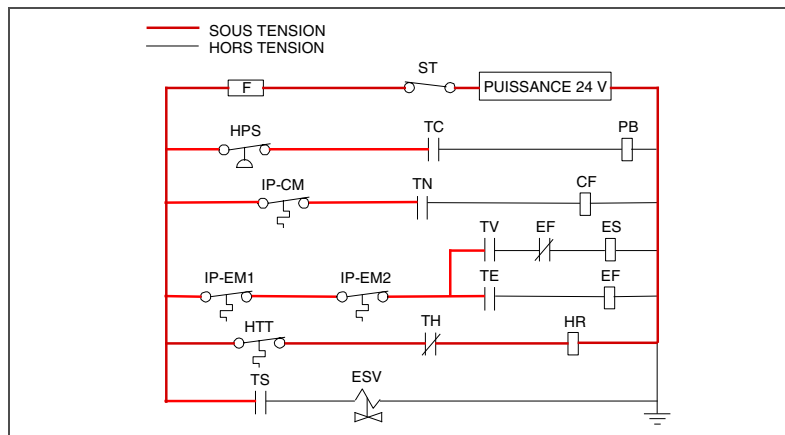 SOUS TENSION
HORS TENSION
ST
F
PUISSANCE 24 V
HPS
TC
PB
IP-CM
TN
CF
TV
EF
ES
IP-EM1
IP-EM2
TE
EF
HTT
TH
HR
TS
ESV